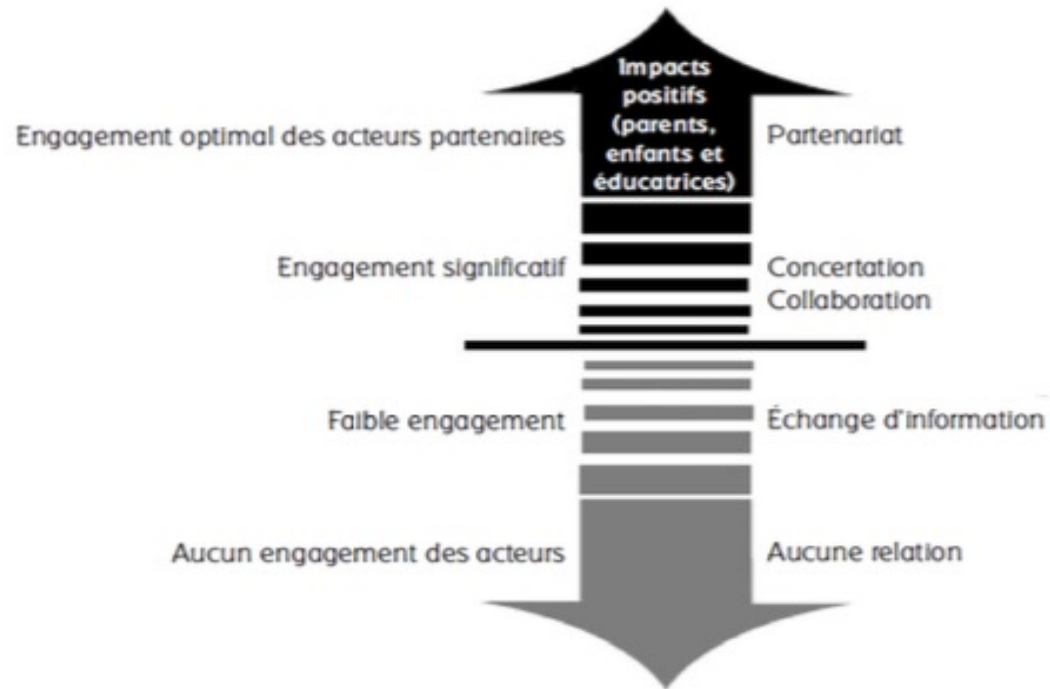 Impacts
positifs
(parents,
enfants et
éducatrices)
Engagement optimal des acteurs partenaires
Partenariat
Engagement significatif
Concertation
Collaboration
Faible engagement
Échange d'information
Aucun engagement des acteurs
Aucune relation